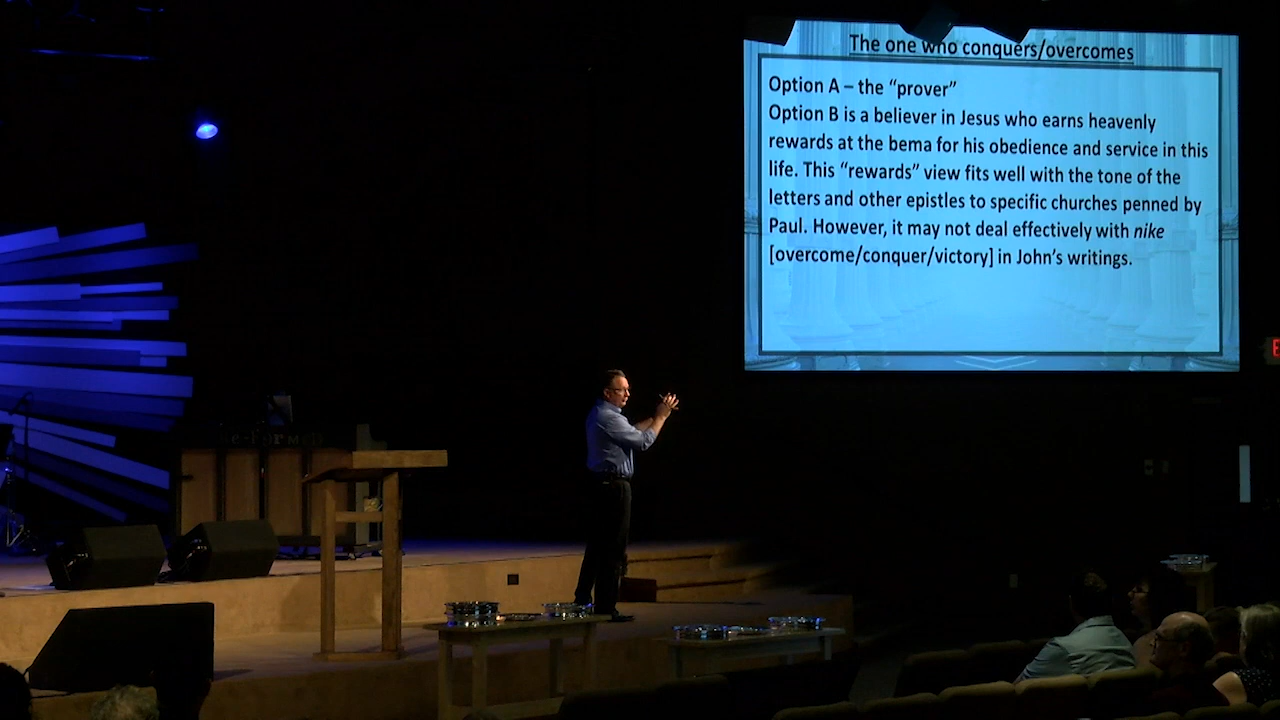 The one who conquers/overcomes
Option A – the “prover”
Option B is a believer in Jesus who earns heavenly
rewards at the bema for his obedience and service in this
life. This “rewards” view fits well with the tone of the
letters and other epistles to specific churches penned by
Paul. However, it may not deal effectively with nike
[overcome/conquer/victory] in John’s writings.